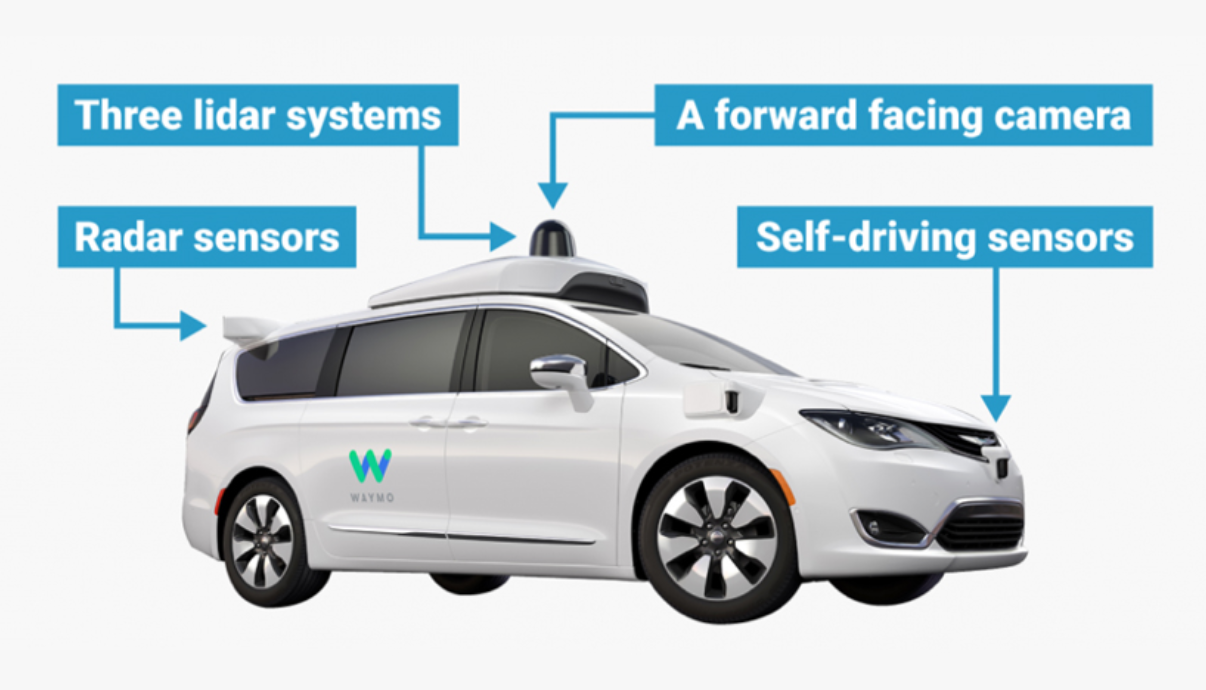 Three lidar systems
A forward facing camera
Radar sensors
Self-driving sensors
WAYMO